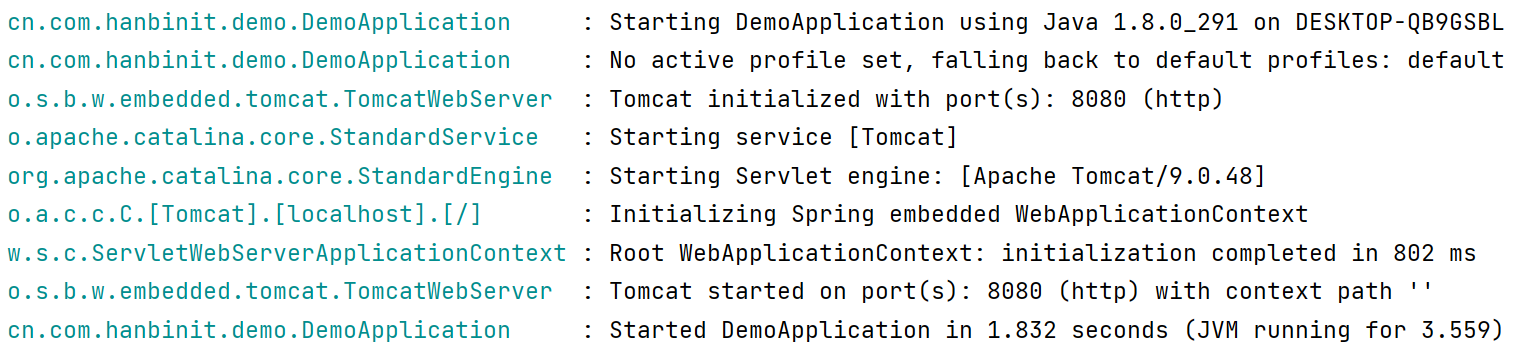 cn.com.hanbinit.demo.DemoApplication : Starting DemoApplication using Java 1.8.0_291 on DESKTOP-QB9GSBL
cn.com.hanbinit.demo.DemoApplication : No active profile set, falling back to default profiles: default
o.s.b.w.embedded.tomcat.TomcatWebServer : Tomcat initialized with port(s): 8080 (http)
o.apache.catalina.core.StandardService : Starting service [Tomcat]
org.apache.catalina.core.StandardEngine : Starting Servlet engine: [Apache Tomcat/9.0.48]
o.a.c.c.C.[Tomcat].[localhost].[/] : Initializing Spring embedded WebApplicationContext
w.s.c.ServletWebServerApplicationContext : Root WebApplicationContext: initialization completed in 802 ms
o.s.b.w.embedded.tomcat.TomcatWebServer : Tomcat started on port(s): 8080 (http) with context path ''
cn.com.hanbinit.demo.DemoApplication : Started DemoApplication in 1.832 seconds (JVM running for 3.559)